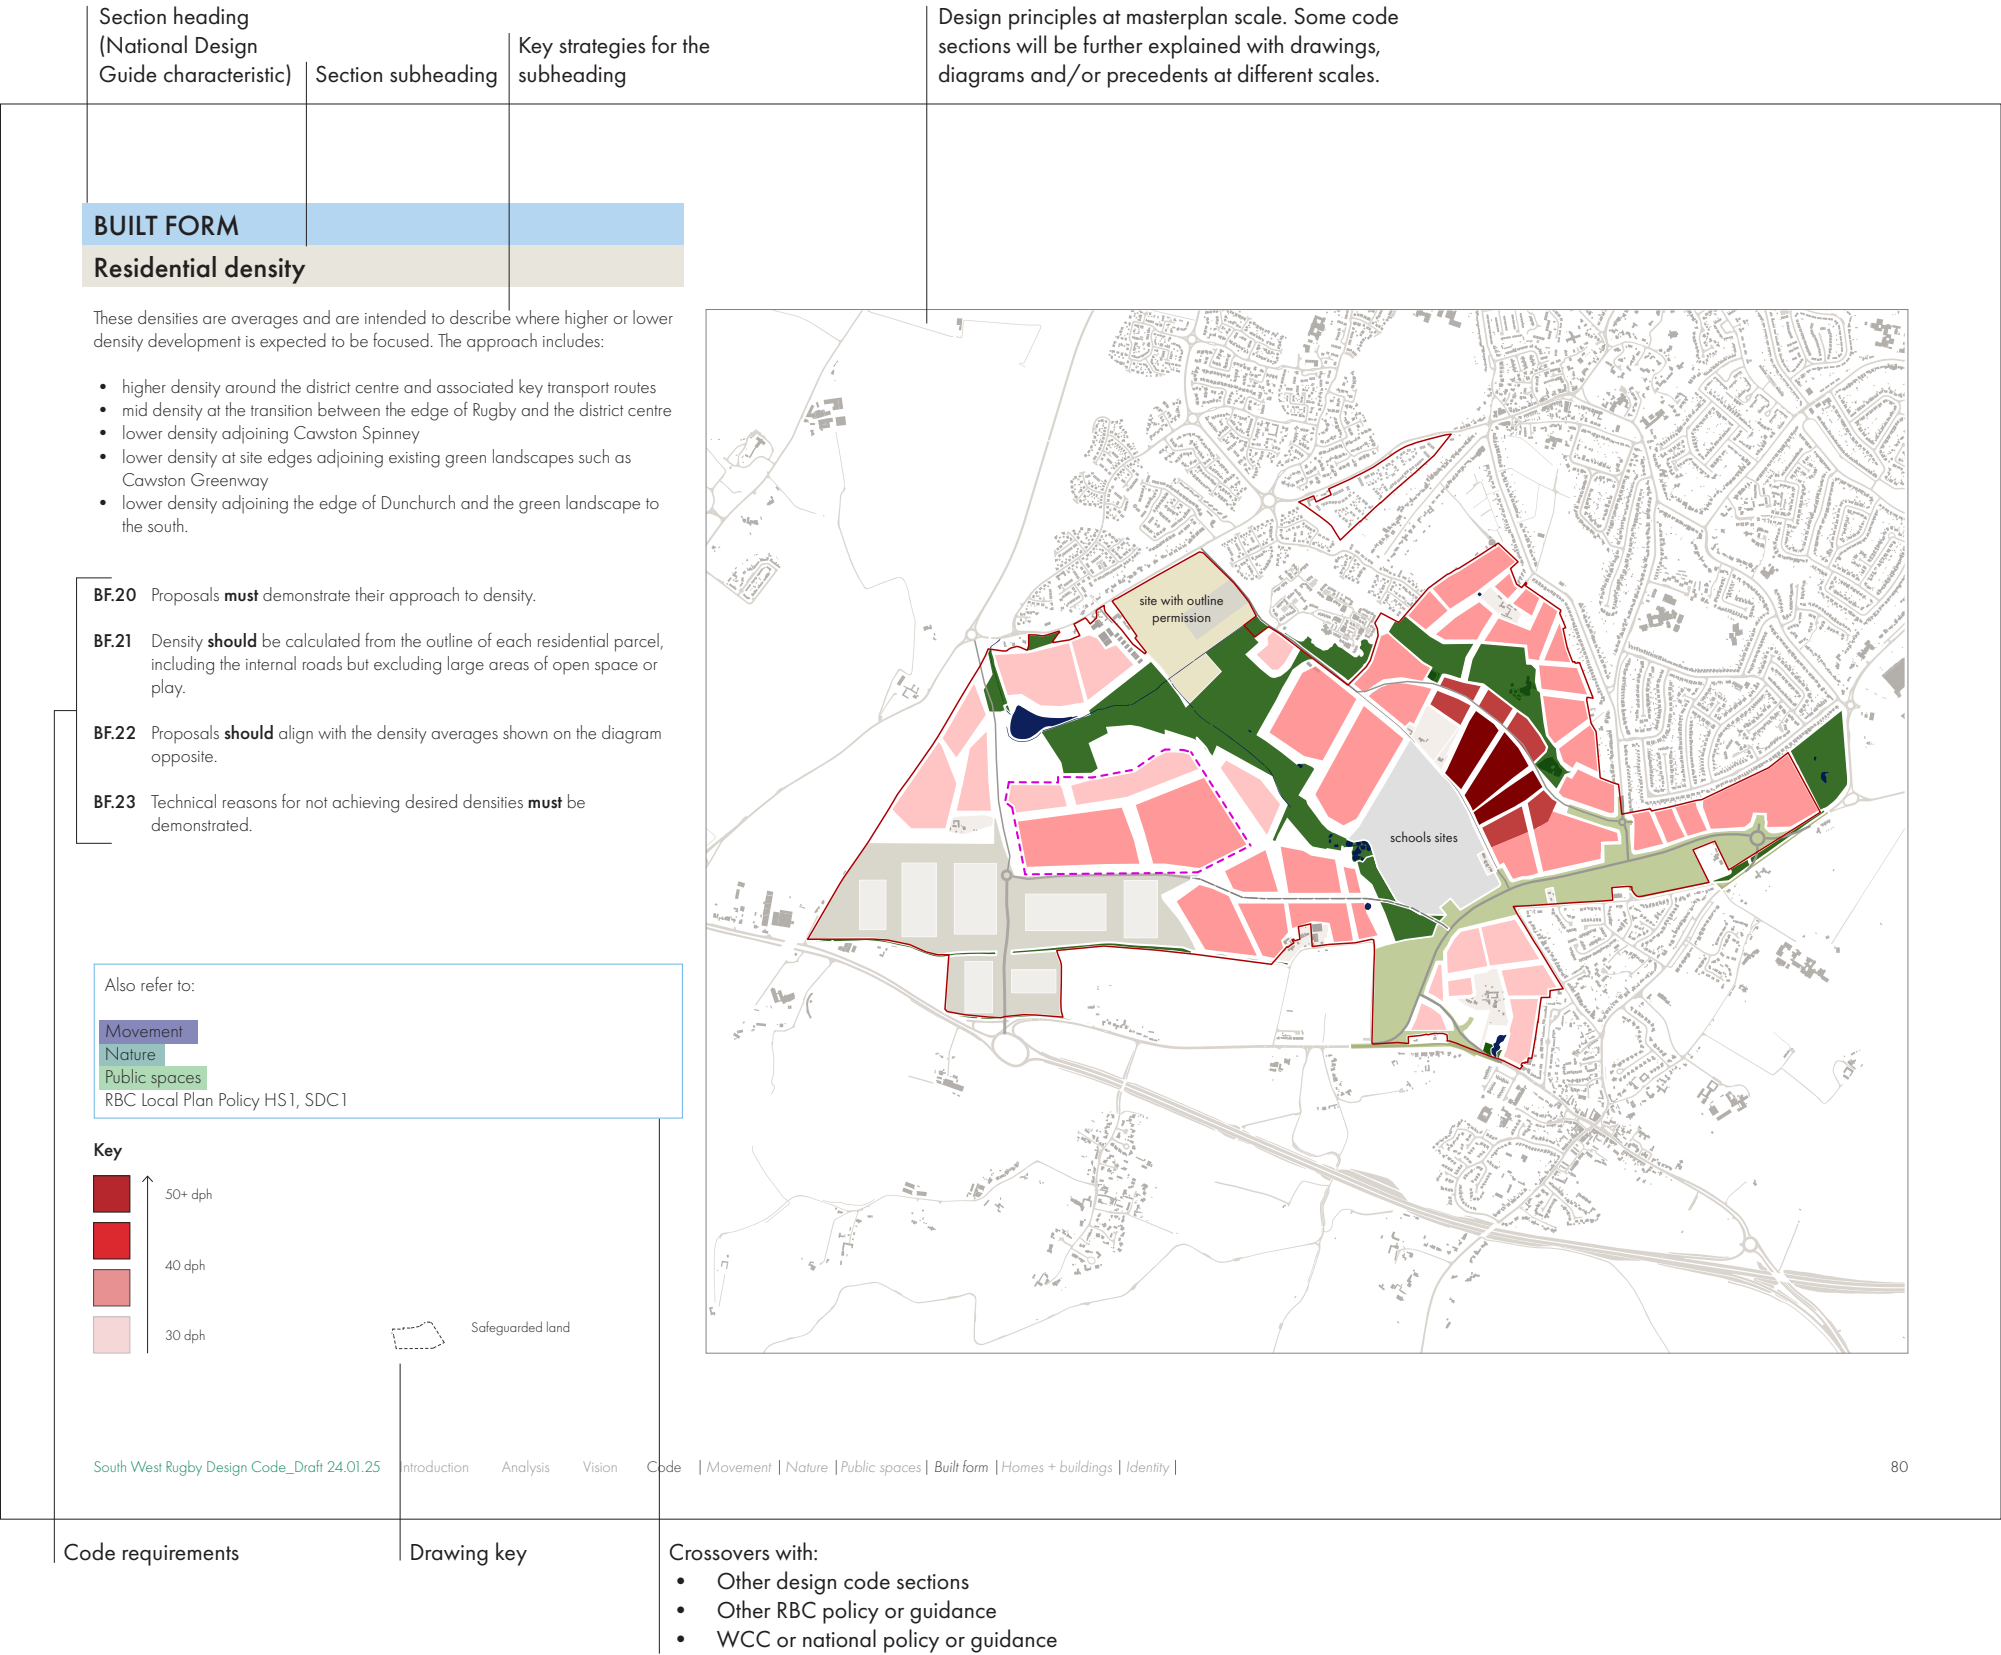 Section heading
(National Design
Guide characteristic)
Section subheading
Key strategies for the
subheading
Design principles at masterplan scale. Some code
sections will be further explained with drawings,
diagrams and/or precedents at different scales.
BUILT FORM
Residential density
These densities are averages and are intended to describe where higher or lower
density development is expected to be focused. The approach includes:
• higher density around the district centre and associated key transport routes
• mid density at the transition between the edge of Rugby and the district centre
• lower density adjoining Cawston Spinney
• lower density at site edges adjoining existing green landscapes such as
Cawston Greenway
• lower density adjoining the edge of Dunchurch and the green landscape to
the south.
BF.20 Proposals must demonstrate their approach to density.
BF.21 Density should be calculated from the outline of each residential parcel,
including the internal roads but excluding large areas of open space or
play.
BF.22 Proposals should align with the density averages shown on the diagram
opposite.
BF.23 Technical reasons for not achieving desired densities must be
demonstrated.
Also refer to:
Movement
Nature
Public spaces
RBC Local Plan Policy HS1, SDC1
Key
50+ dph
40 dph
30 dph
Safeguarded land
site with outline
permission
schools sites
South West Rugby Design Code_Draft 24.01.25 Introduction Analysis Vision Code | Movement | Nature | Public spaces | Built form | Homes + buildings | Identity | 80
Code requirements
Drawing key
Crossovers with:
• Other design code sections
• Other RBC policy or guidance
• WCC or national policy or guidance